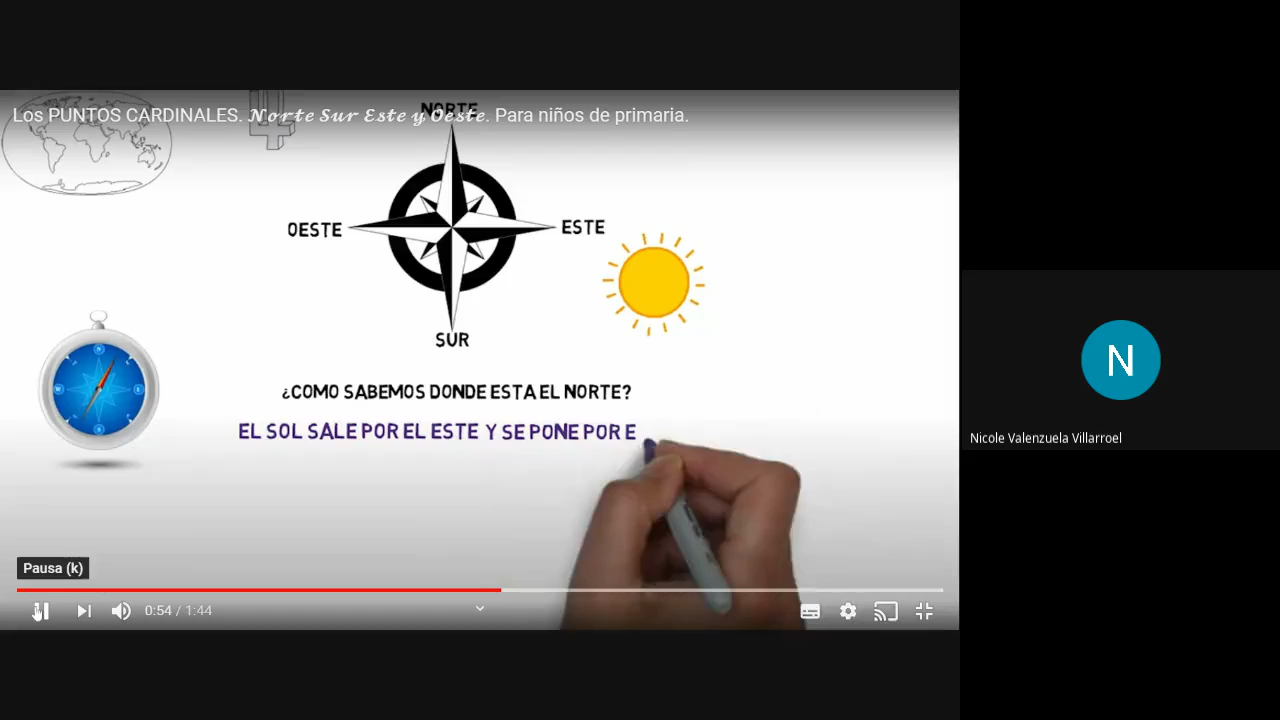 Los PUNTOS CARDINALES. 𝓝𝓸𝓻𝓽𝓮 𝓢𝓾𝓻 𝓔𝓼𝓽𝓮 𝔂 𝓞𝓮𝓼𝓽𝓮. Para niños de primaria.
NORTE
OESTE
ESTE
SUR
¿COMO SABEMOS DONDE ESTA EL NORTE?
EL SOL SALE POR EL ESTE Y SE PONE POR E
Pausa (k)
0:54 / 1:44
N
Nicole Valenzuela Villarroel